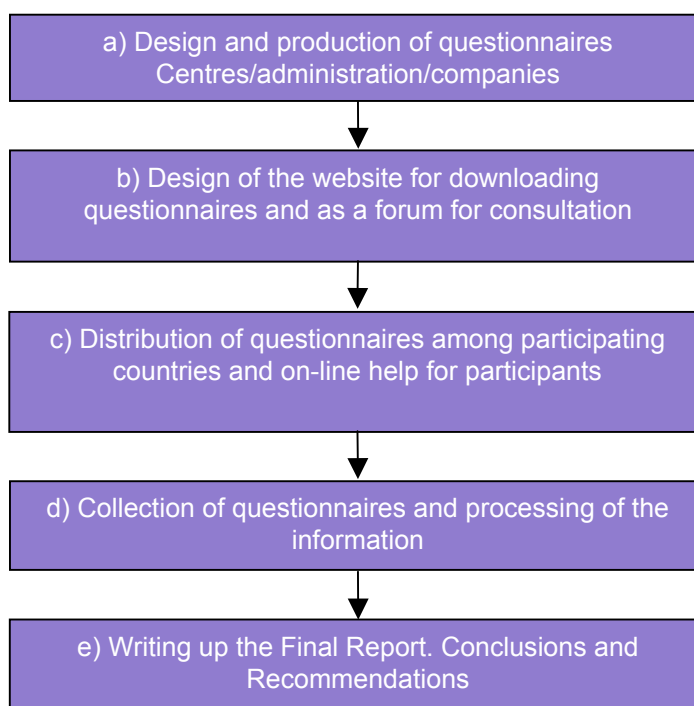 a) Design and production of questionnaires
Centres/administration/companies
b) Design of the website for downloading
questionnaires and as a forum for consultation
c) Distribution of questionnaires among participating
countries and on-line help for participants
d) Collection of questionnaires and processing of the
information
e) Writing up the Final Report. Conclusions and
Recommendations